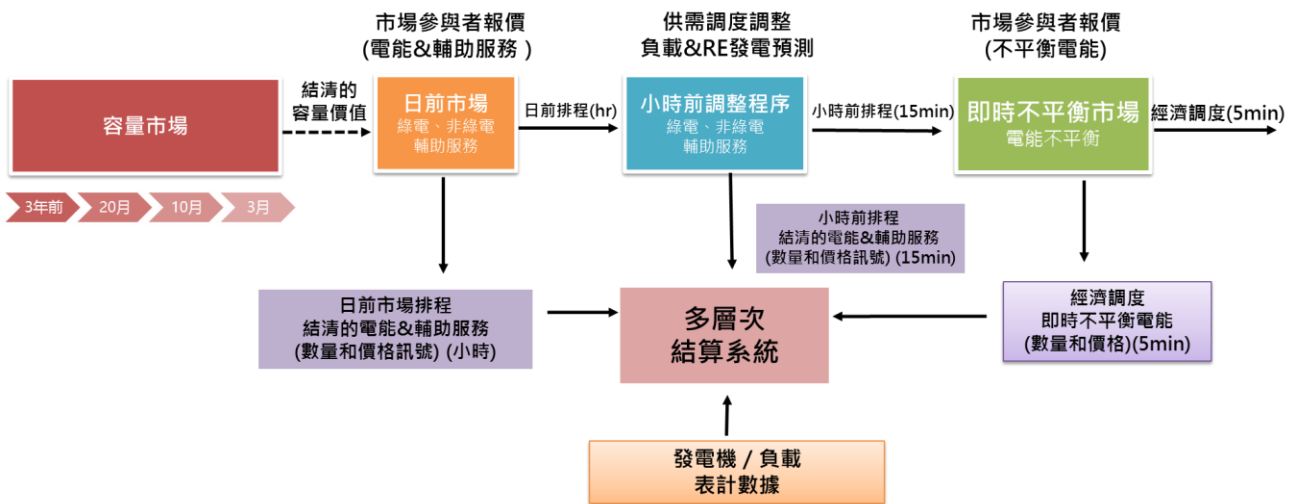 市場參與者報價
(電能&輔助服務 )
供需調度調整
負載&RE發電預測
市場參與者報價
(不平衡電能)
容量市場
結清的
容量價值
日前市場
綠電、非綠電
輔助服務
日前排程(hr)
小時前調整程序
綠電、非綠電
輔助服務
小時前排程(15min)
即時不平衡市場
電能不平衡
經濟調度(5min)
3年前
20月
10月
3月
小時前排程
結清的電能&輔助服務
(數量和價格訊號) (15min)
日前市場排程
結清的電能&輔助服務
(數量和價格訊號) (小時)
多層次
結算系統
經濟調度
即時不平衡電能
(數量和價格)(5min)
發電機 / 負載
表計數據